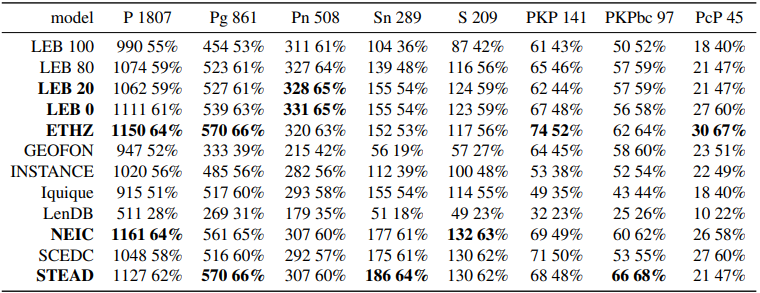 model P 1807 Pg 861 Pn 508 Sn 289 S 209 PKP 141 PKPbc 97 PcP 45
LEB 100 990 55% 454 53% 311 61% 104 36% 87 42% 61 43% 50 52% 18 40%
LEB 80 1074 59% 523 61% 327 64% 139 48% 116 56% 65 46% 57 59% 21 47%
LEB 20 1062 59% 527 61% 328 65% 155 54% 124 59% 62 44% 57 59% 21 47%
LEB 0 1111 61% 539 63% 331 65% 155 54% 123 59% 67 48% 56 58% 27 60%
ETHZ 1150 64% 570 66% 320 63% 152 53% 117 56% 74 52% 62 64% 30 67%
GEOFON 947 52% 333 39% 215 42% 56 19% 57 27% 64 45% 58 60% 23 51%
INSTANCE 1020 56% 485 56% 282 56% 112 39% 100 48% 53 38% 52 54% 22 49%
Iquique 915 51% 517 60% 293 58% 155 54% 114 55% 49 35% 43 44% 18 40%
LenDB 511 28% 269 31% 179 35% 51 18% 49 23% 32 23% 25 26% 10 22%
NEIC 1161 64% 561 65% 307 60% 177 61% 132 63% 69 49% 60 62% 26 58%
SCEDC 1048 58% 516 60% 292 57% 175 61% 130 62% 71 50% 53 55% 27 60%
STEAD 1127 62% 570 66% 307 60% 186 64% 130 62% 68 48% 66 68% 21 47%